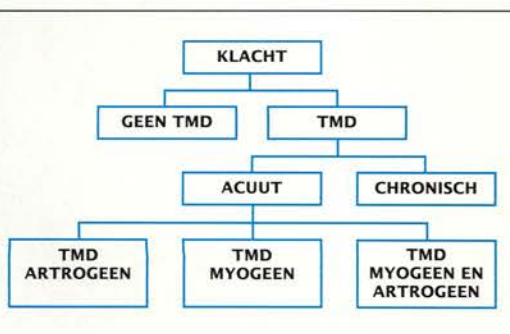 KLACHT
GEEN TMD
TMD
ACUUT
CHRONISCH
TMD
ARTROGEEN
TMD
MYOGEEN
TMD
MYOGEEN EN
ARTROGEEN